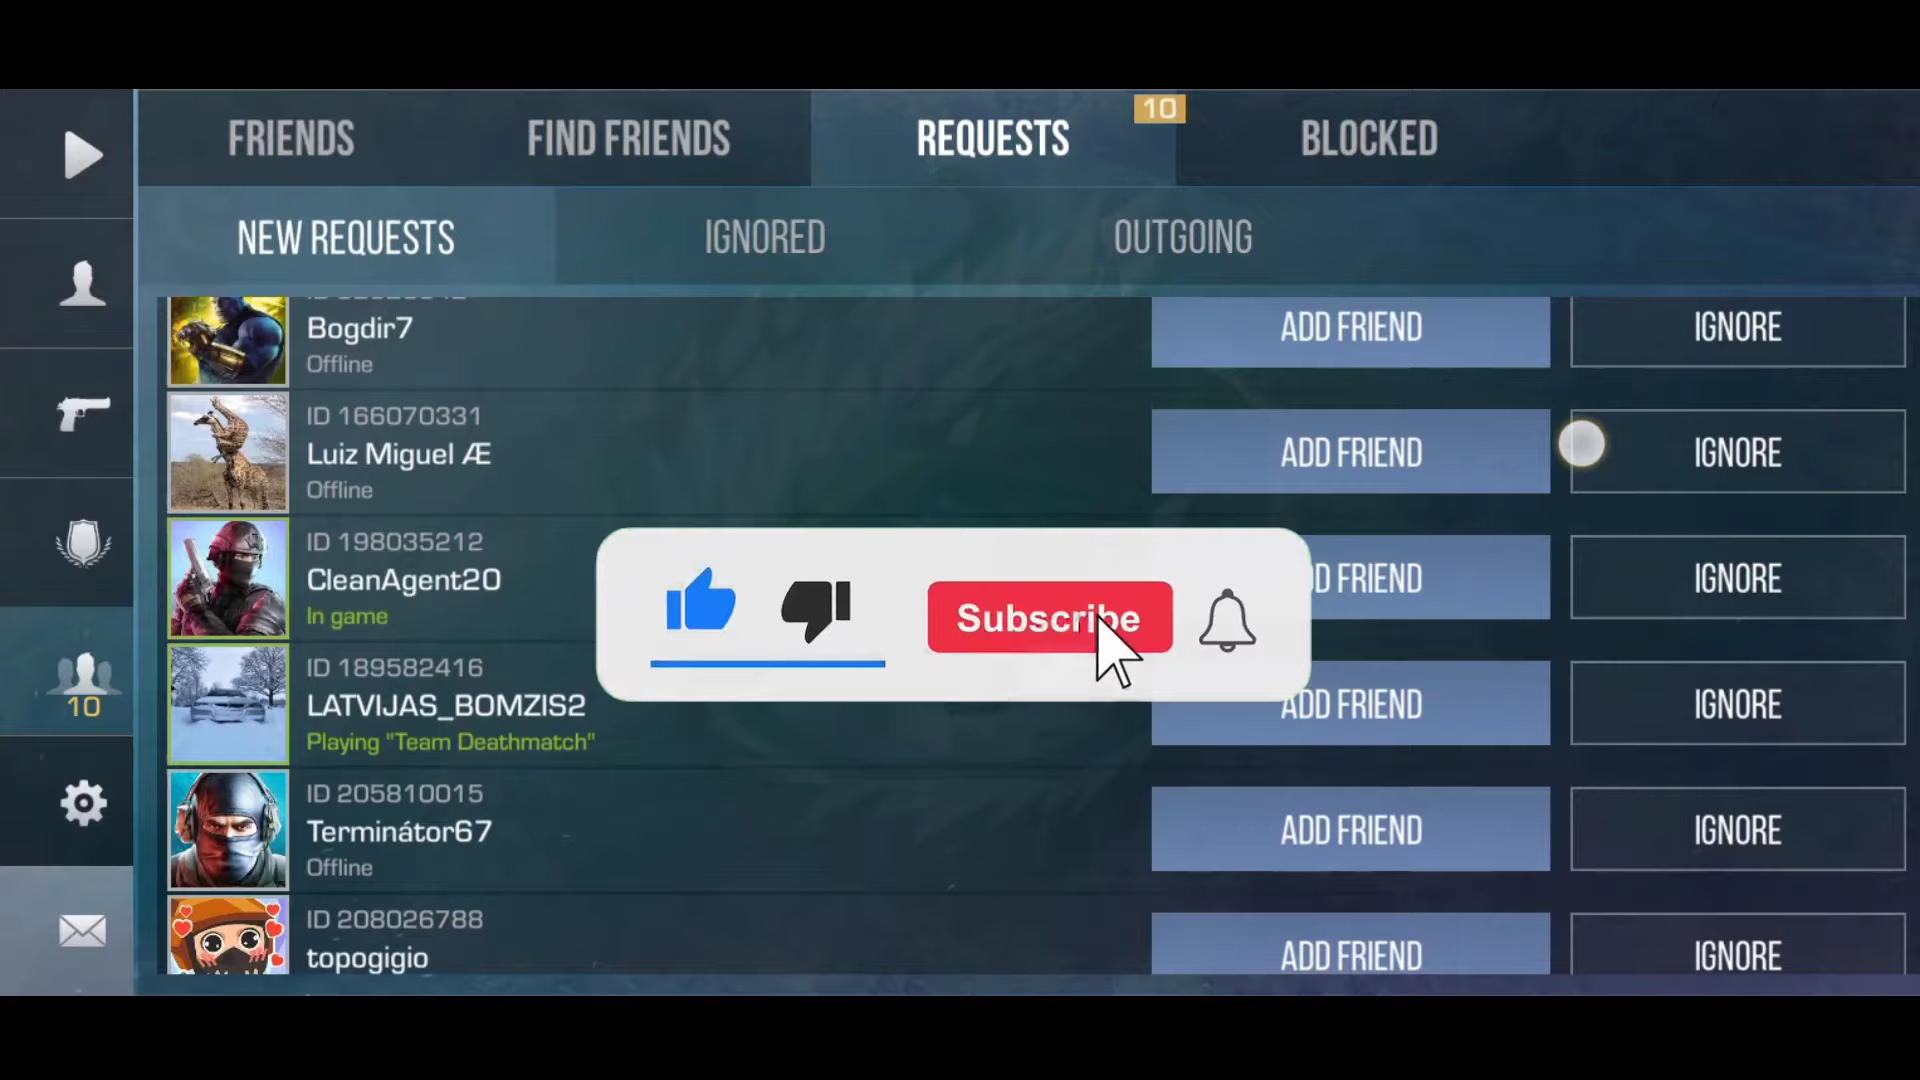 FRIENDS
FIND FRIENDS
REQUESTS
10
BLOCKED
NEW REQUESTS
IGNORED
OUTGOING
Bogdir7
Offline
ADD FRIEND
IGNORE
ID 166070331
Luiz Miguel Æ
Offline
ADD FRIEND
IGNORE
ID 198035212
CleanAgent20
In game
D FRIEND
IGNORE
Subscribe
ID 189582416
LATVIJAS_BOMZIS2
Playing "Team Deathmatch"
ADD FRIEND
IGNORE
10
ID 205810015
Terminátor67
Offline
ADD FRIEND
IGNORE
ID 208026788
topogigio
ADD FRIEND
IGNORE